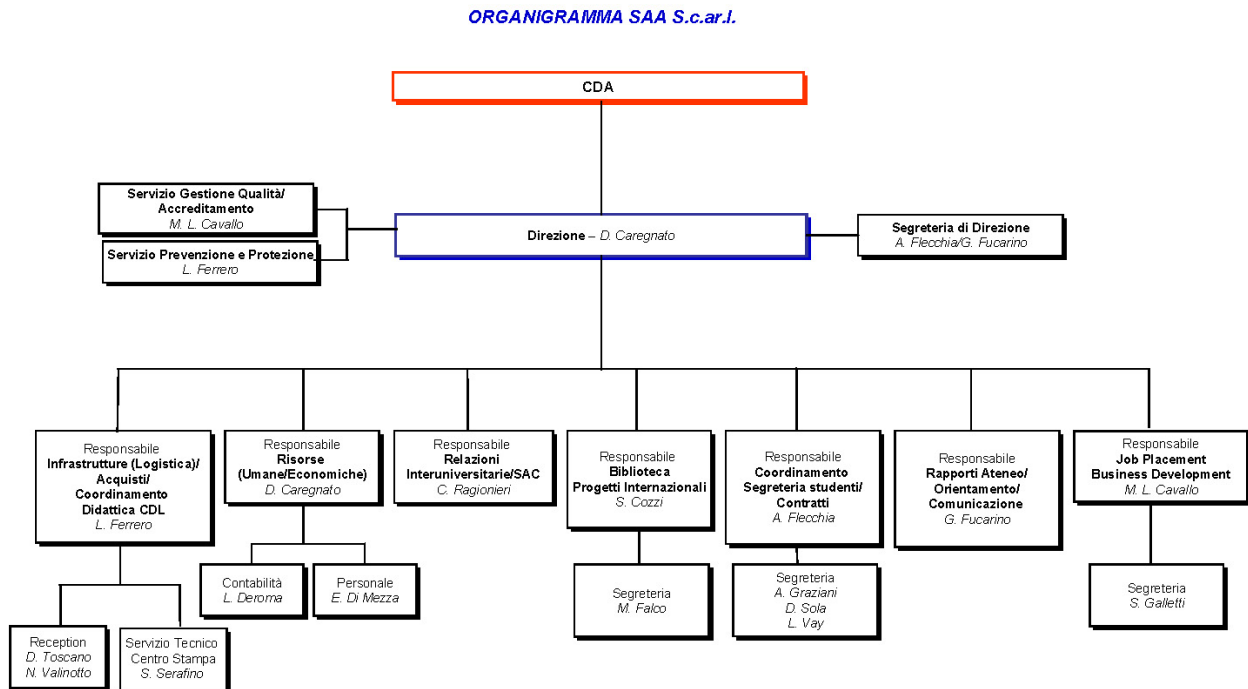 ORGANIGRAMMA SAA S.c.ar.l.
CDA
Servizio Gestione Qualità/
Accreditamento
M. L. Cavallo
Servizio Prevenzione e Protezione
L. Ferrero
Direzione – D. Caregnato
Segreteria di Direzione
A. Flecchia/G. Fucarino
Responsabile
Infrastrutture (Logistica)/
Acquisti/
Coordinamento
Didattica CDL
L. Ferrero
Responsabile
Risorse
(Umane/Economiche)
D. Caregnato
Responsabile
Relazioni
Interuniversitarie/SAC
C. Ragionieri
Responsabile
Biblioteca
Progetti Internazionali
S. Cozzi
Responsabile
Coordinamento
Segreteria studenti/
Contratti
A. Flecchia
Responsabile
Rapporti Ateneo/
Orientamento/
Comunicazione
G. Fucarino
Responsabile
Job Placement
Business Development
M. L. Cavallo
Contabilità
L. Deroma
Personale
E. Di Mezza
Segreteria
M. Falco
Segreteria
A. Graziani
D. Sola
L. Vay
Segreteria
S. Galletti
Reception
D. Toscano
N. Valinotto
Servizio Tecnico
Centro Stampa
S. Serafino